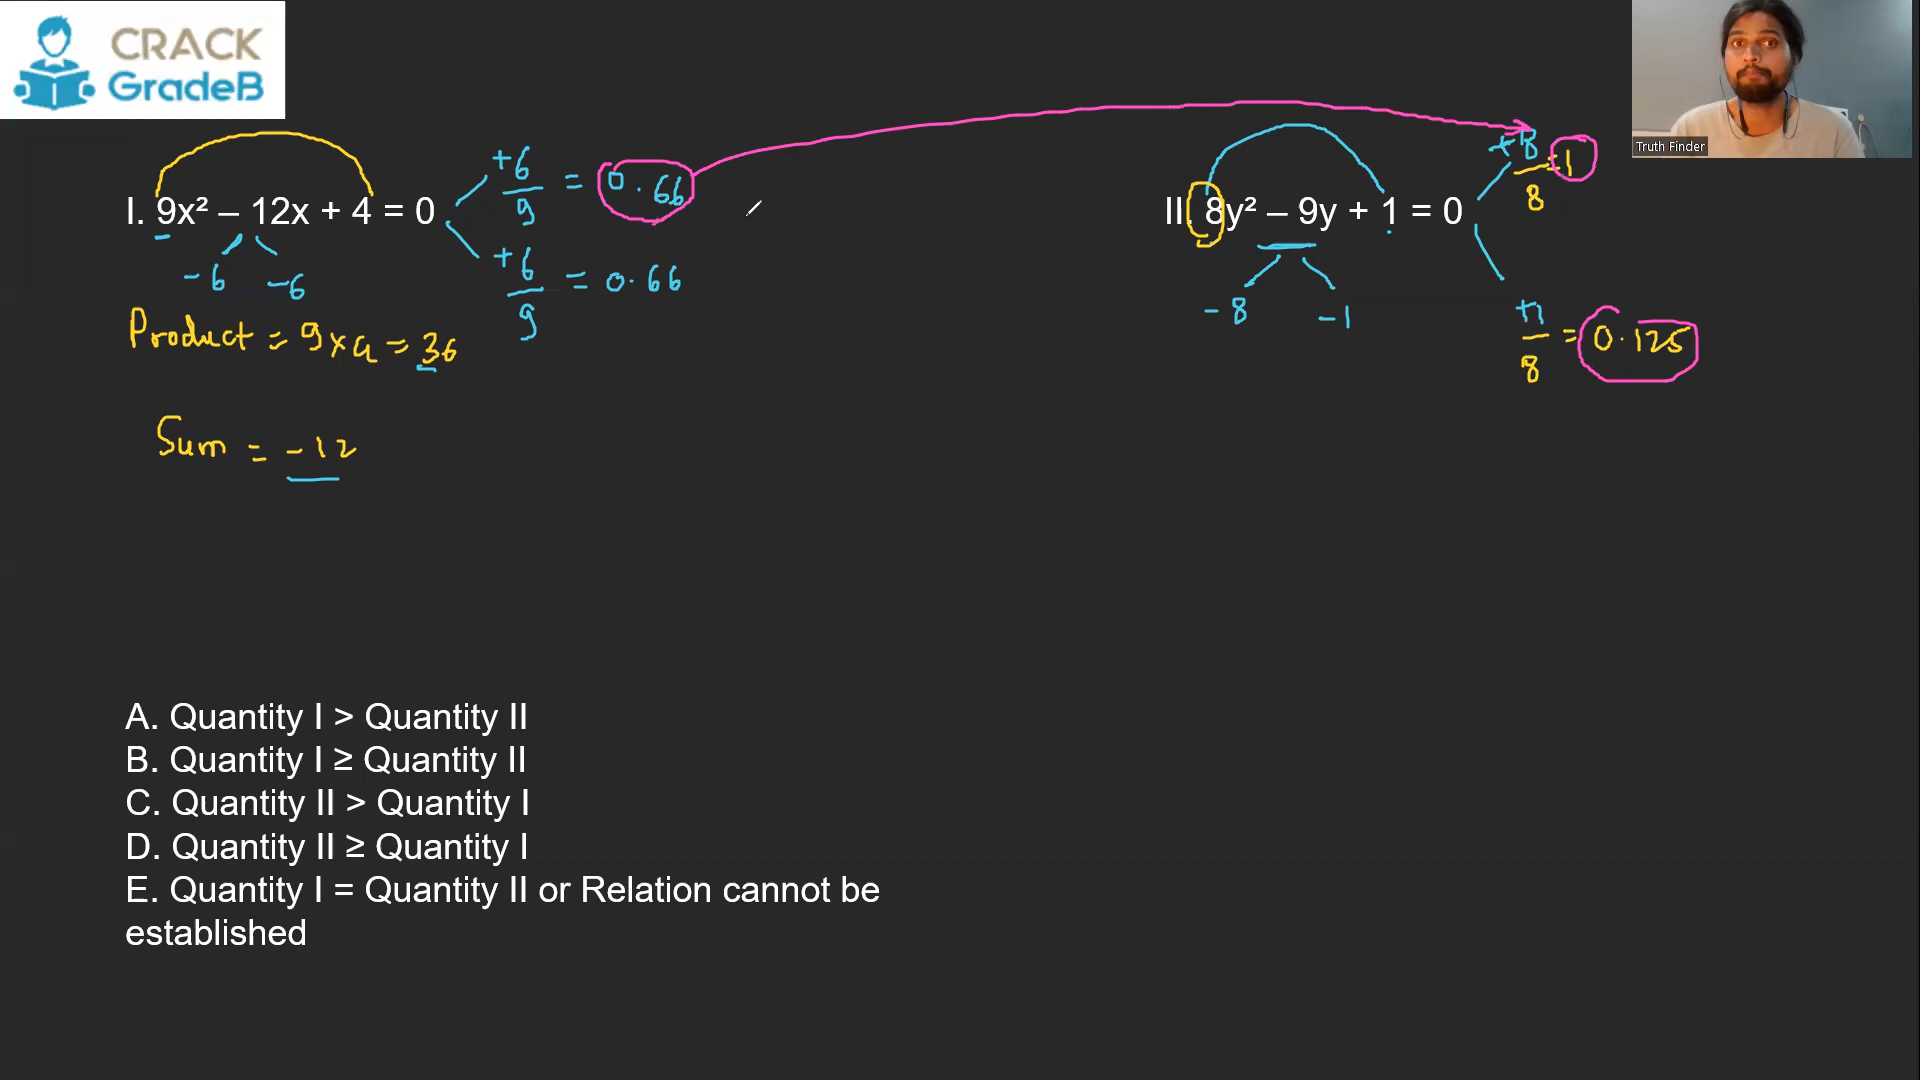 CRACK
GradeB
Truth Finder
I. 9x² – 12x + 4 = 0
+6
9
= 0.66
+6
9
= 0.66
-6 -6
Product = 9x4 = 36
Sum = -12
II. 8y² – 9y + 1 = 0
+8
8
=1
-8 -1
+1
8
= 0.125
A. Quantity I > Quantity II
B. Quantity I ≥ Quantity II
C. Quantity II > Quantity I
D. Quantity II ≥ Quantity I
E. Quantity I = Quantity II or Relation cannot be
established